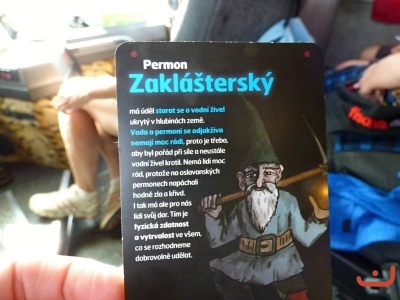 Permon
Zaklášterský
má úděl starat se o vodní živel
ukrytý v hlubinách země.
Voda a permoni se odjakživa
nemají moc rádi, proto je třeba,
aby byl pořád při síle a neustále
vodní živel krotil. Nemá lidi moc
rád, protože na oslavanských
permonech napáchali
hodně zla a křivd.
I tak má ale pro nás
lidi svůj dar. Tím je
fyzická zdatnost
a vytrvalost ve všem,
co se rozhodneme
dobrovolně udělat.